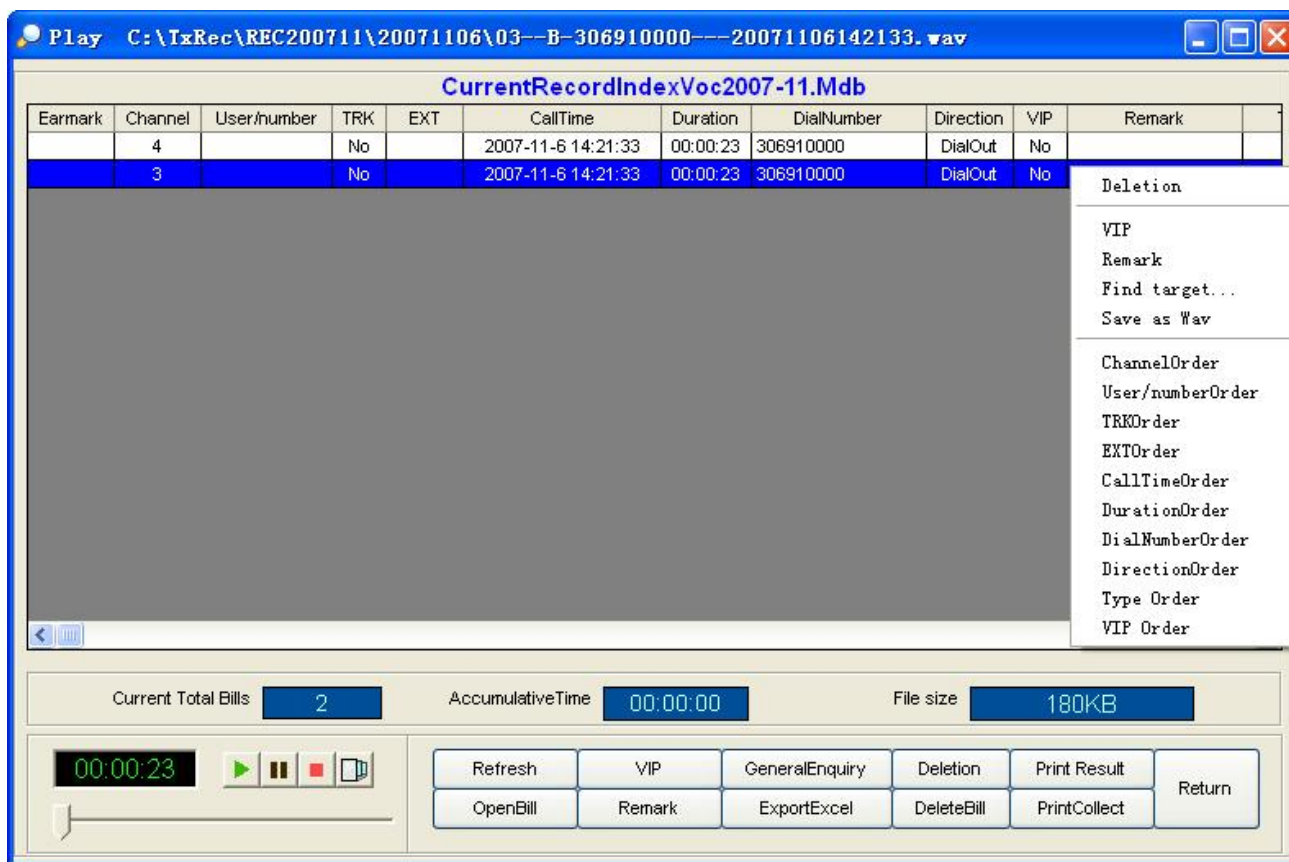 Play C:\TxRec\REC200711\20071106\03--B-306910000---20071106142133.wav
CurrentRecordIndexVoc2007-11.Mdb
Earmark Channel User/number TRK EXT CallTime Duration DialNumber Direction VIP Remark
4 No 2007-11-6 14:21:33 00:00:23 306910000 DialOut No
3 No 2007-11-6 14:21:33 00:00:23 306910000 DialOut No
Deletion
VIP
Remark
Find target...
Save as Wav
ChannelOrder
User/numberOrder
TRKOrder
EXTOrder
CallTimeOrder
DurationOrder
DialNumberOrder
DirectionOrder
Type Order
VIP Order
Current Total Bills 2 AccumulativeTime 00:00:00 File size 180KB
00:00:23
Refresh VIP GeneralEnquiry Deletion Print Result Return
OpenBill Remark ExportExcel DeleteBill PrintCollect